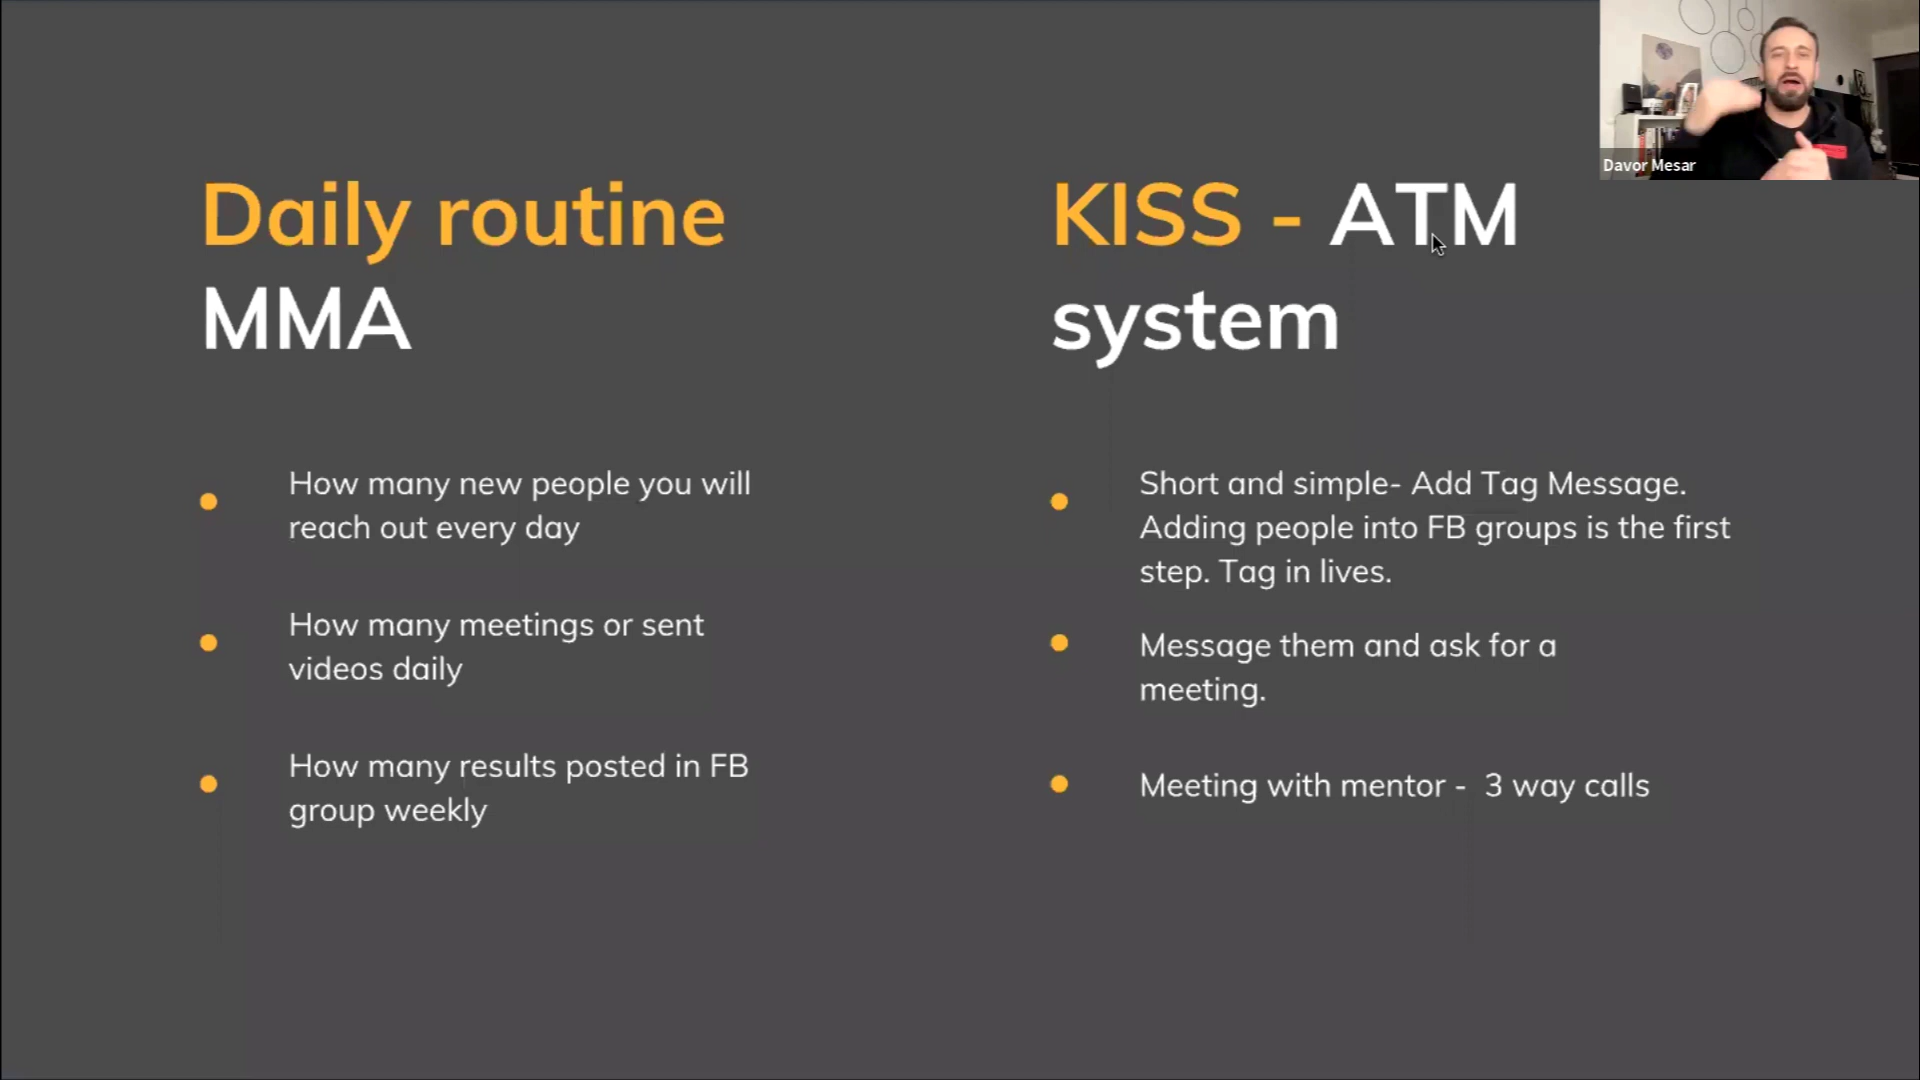 Daily routine
MMA
How many new people you will
reach out every day
How many meetings or sent
videos daily
How many results posted in FB
group weekly
KISS - ATM
system
Short and simple- Add Tag Message.
Adding people into FB groups is the first
step. Tag in lives.
Message them and ask for a
meeting.
Meeting with mentor -  3 way calls
Davor Mesar